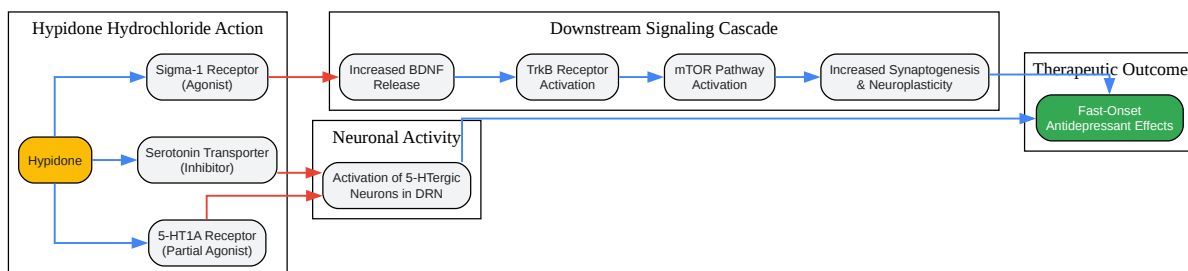 Hypidone Hydrochloride Action
Hypidone
Sigma-1 Receptor
(Agonist)
Serotonin Transporter
(Inhibitor)
5-HT1A Receptor
(Partial Agonist)
Downstream Signaling Cascade
Increased BDNF
Release
TrkB Receptor
Activation
mTOR Pathway
Activation
Increased Synaptogenesis
& Neuroplasticity
Neuronal Activity
Activation of 5-HTergic
Neurons in DRN
Therapeutic Outcome
Fast-Onset
Antidepressant Effects